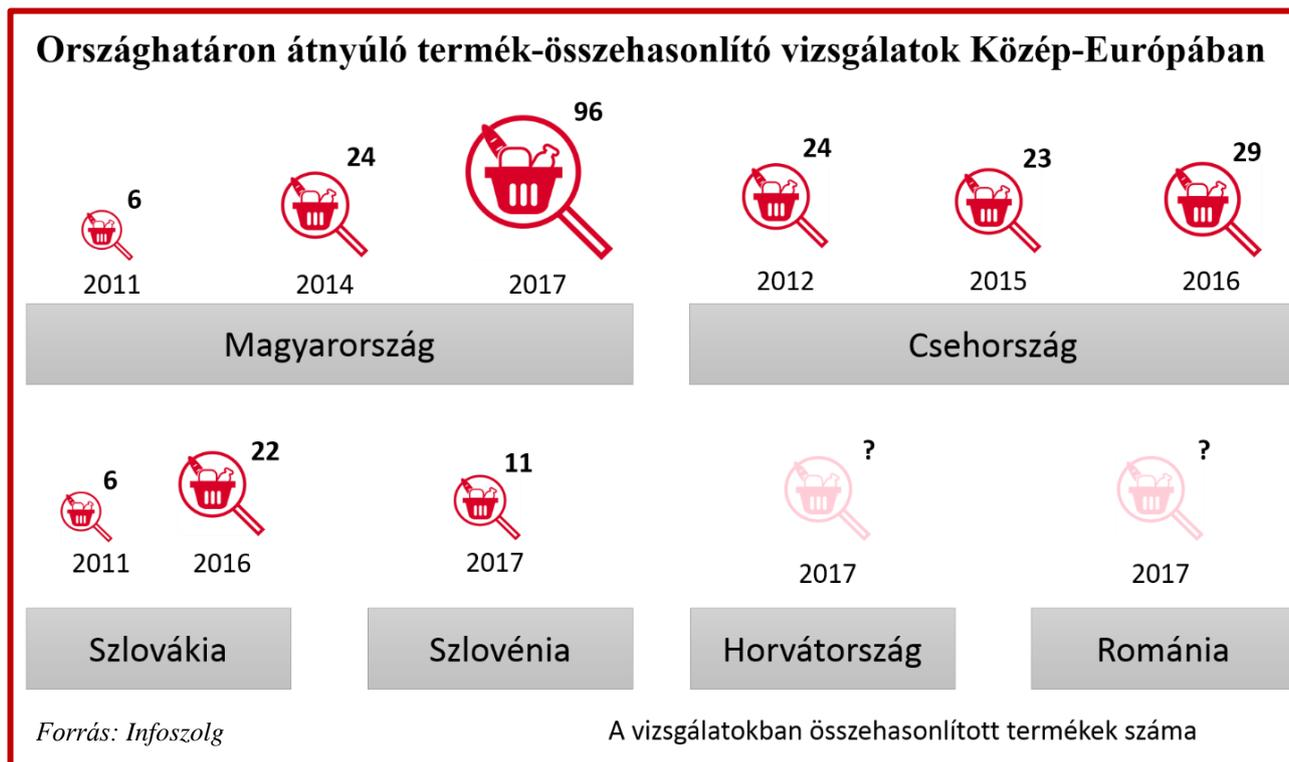 Országhatáron átnyúló termék-összehasonlító vizsgálatok Közép-Európában
6
24
96
24
23
29
2011
2014
2017
2012
2015
2016
Magyarország
Csehország
6
22
11
?
?
2011
2016
2017
2017
2017
Szlovákia
Szlovénia
Horvátország
Románia
Forrás: Infoszolg
A vizsgálatokban összehasonlított termékek száma